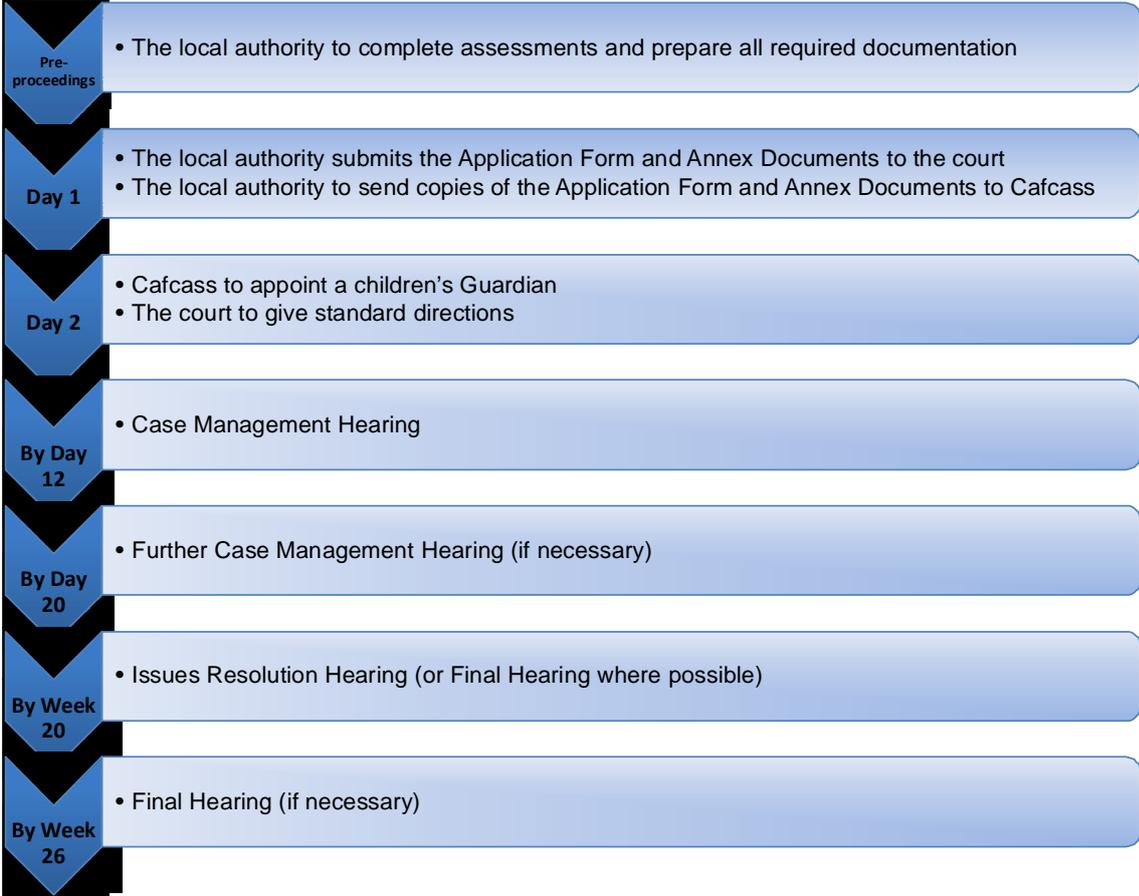 Pre-
proceedings
• The local authority to complete assessments and prepare all required documentation
Day 1
• The local authority submits the Application Form and Annex Documents to the court
• The local authority to send copies of the Application Form and Annex Documents to Cafcass
Day 2
• Cafcass to appoint a children’s Guardian
• The court to give standard directions
By Day
12
• Case Management Hearing
By Day
20
• Further Case Management Hearing (if necessary)
By Week
20
• Issues Resolution Hearing (or Final Hearing where possible)
By Week
26
• Final Hearing (if necessary)